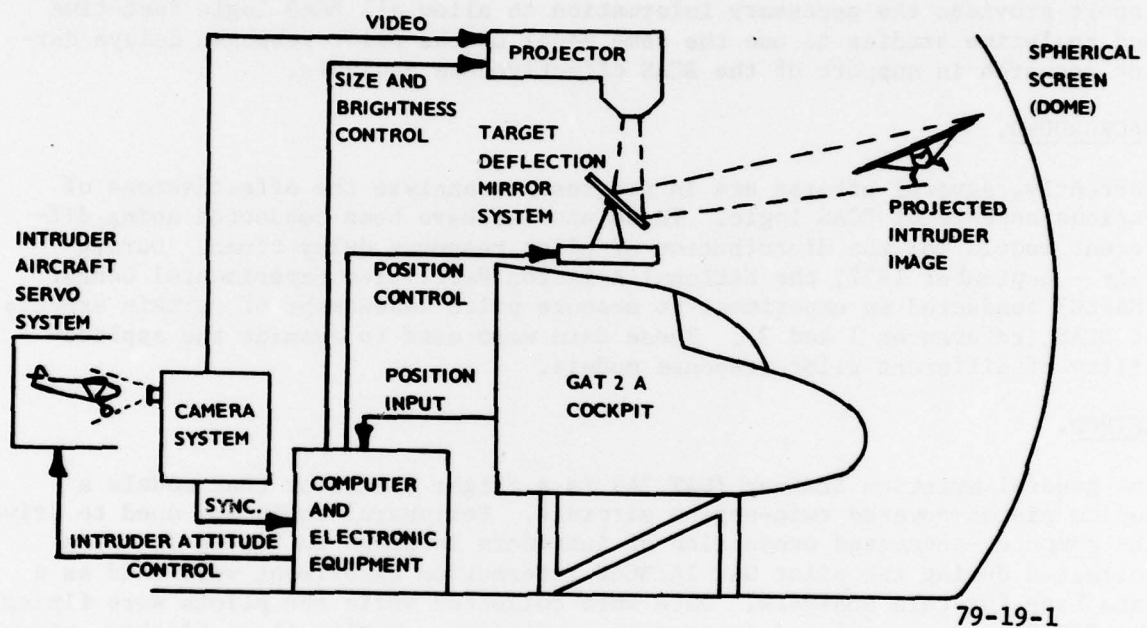 VIDEO
PROJECTOR
SIZE AND
BRIGHTNESS
CONTROL
SPHERICAL
SCREEN
(DOME)
TARGET
DEFLECTION
MIRROR
SYSTEM
PROJECTED
INTRUDER
IMAGE
INTRUDER
AIRCRAFT
SERVO
SYSTEM
POSITION
CONTROL
POSITION
INPUT
GAT 2 A
COCKPIT
CAMERA
SYSTEM
SYNC.
COMPUTER
AND
ELECTRONIC
EQUIPMENT
INTRUDER ATTITUDE
CONTROL
79-19-1